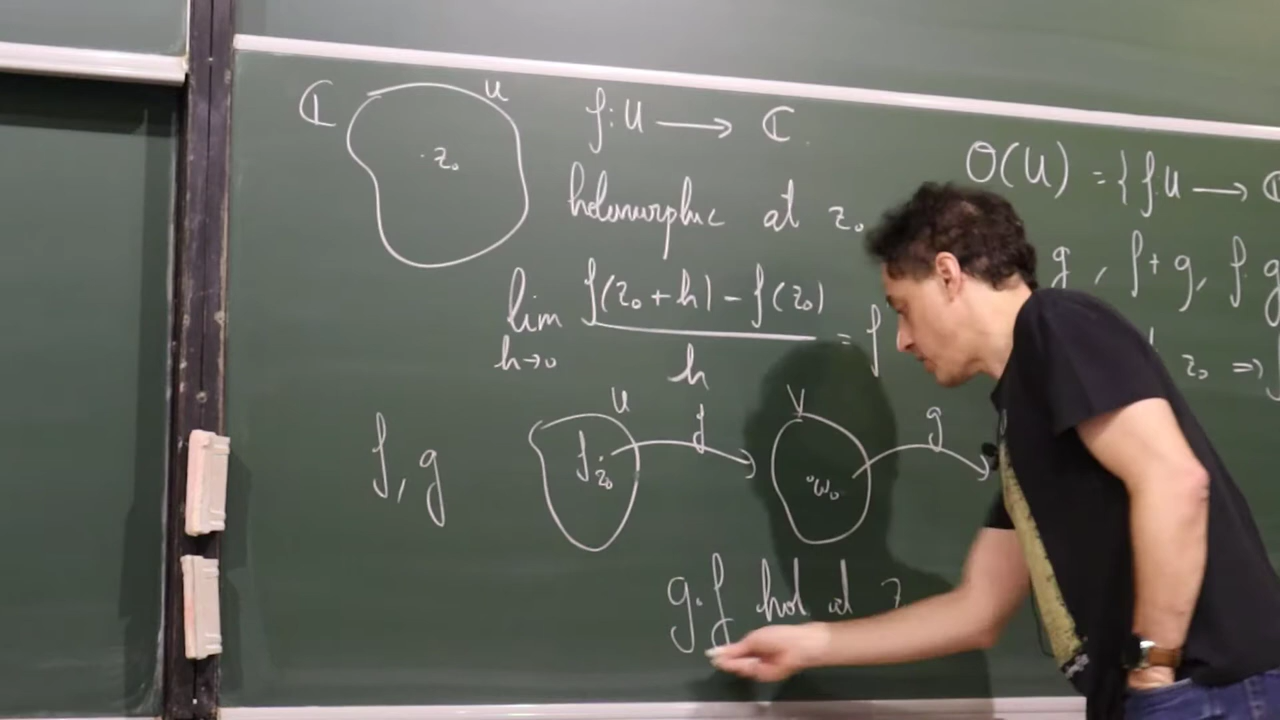 ℂ U ·z₀ f: U ⟶ ℂ.
holomorphic at z₀
lim h→0 (f(z₀ + h) - f(z₀)) / h = f
O(U) = { f: U ⟶ ℂ
g, f + g, f·g
z₀ ⇒
f, g U z₀ f V w₀ g
g∘f hol at z